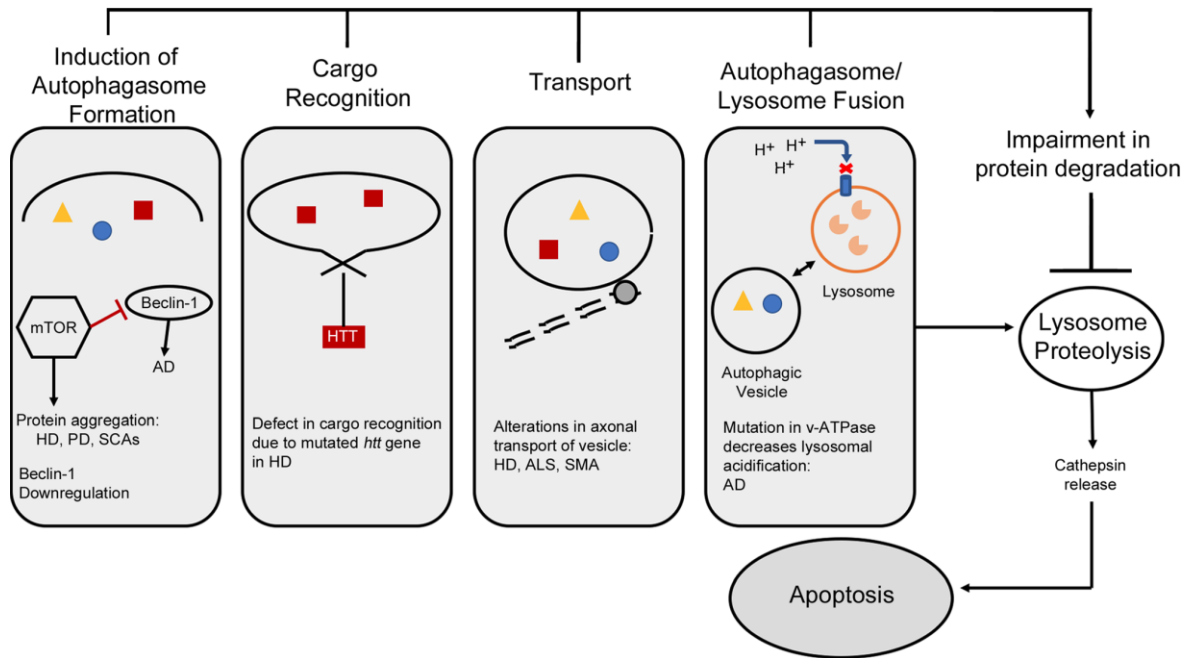 Induction of
Autophagasome
Formation
mTOR
Beclin-1
AD
Protein aggregation:
HD, PD, SCAs
Beclin-1
Downregulation
Cargo
Recognition
HTT
Defect in cargo recognition
due to mutated htt gene
in HD
Transport
Alterations in axonal
transport of vesicle:
HD, ALS, SMA
Autophagasome/
Lysosome Fusion
H+ H+
H+
Lysosome
Autophagic
Vesicle
Mutation in v-ATPase
decreases lysosomal
acidification:
AD
Impairment in
protein degradation
Lysosome
Proteolysis
Cathepsin
release
Apoptosis